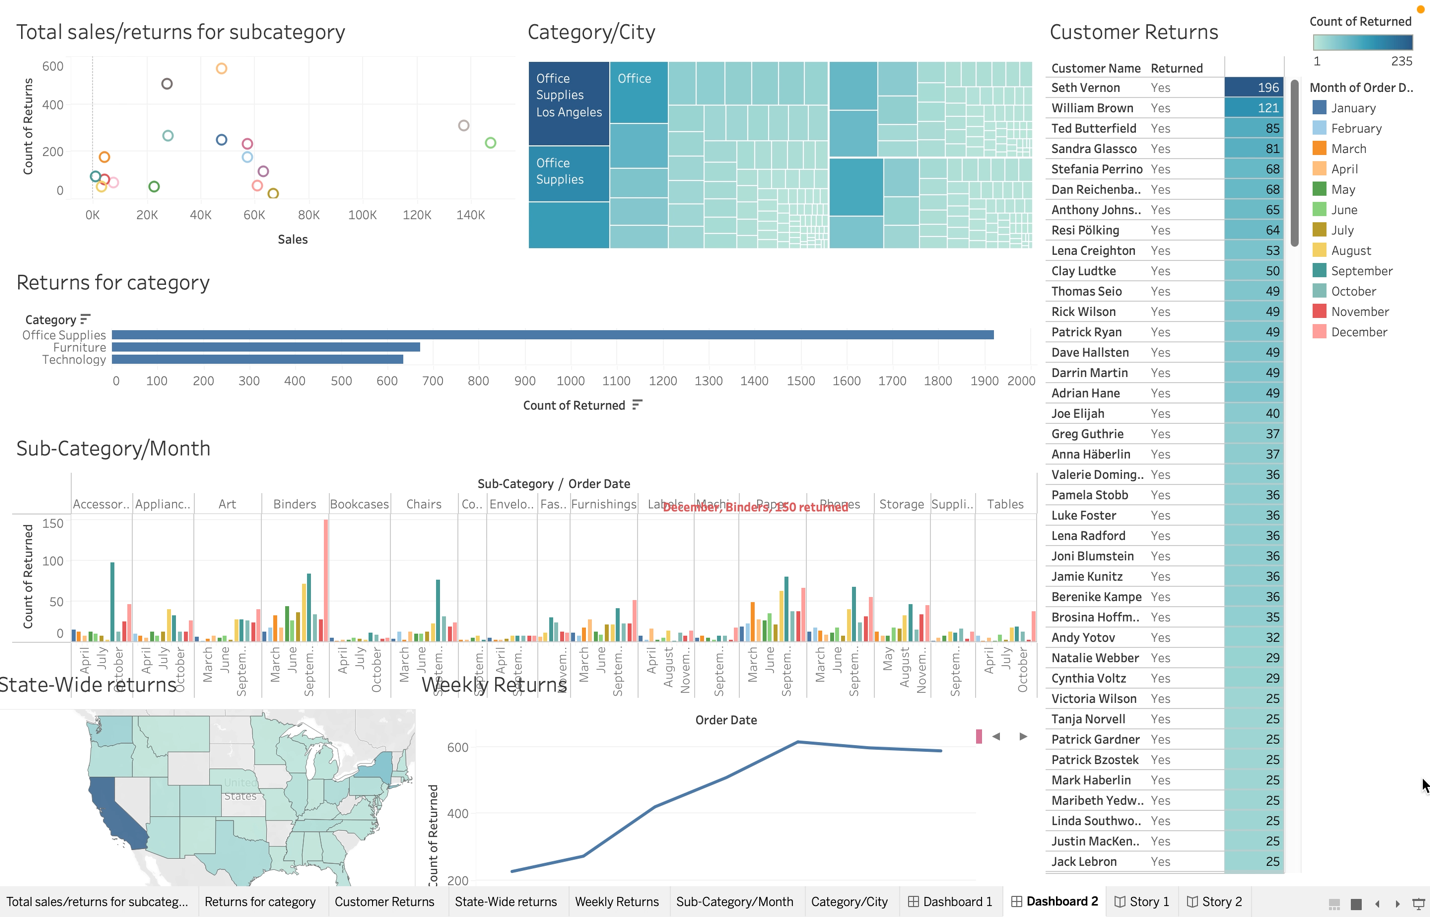 Total sales/returns for subcategory
Count of Returns
600
400
200
0
0K
20K
40K
60K
80K
100K
120K
140K
Sales
Category/City
Office
Supplies
Los Angeles
Office
Office
Supplies
Customer Returns
Customer Name Returned
Seth Vernon Yes 196
William Brown Yes 121
Ted Butterfield Yes 85
Sandra Glassco Yes 81
Stefania Perrino Yes 68
Dan Reichenba.. Yes 68
Anthony Johns.. Yes 65
Resi Pölking Yes 64
Lena Creighton Yes 53
Clay Ludtke Yes 50
Thomas Seio Yes 49
Rick Wilson Yes 49
Patrick Ryan Yes 49
Dave Hallsten Yes 49
Darrin Martin Yes 49
Adrian Hane Yes 49
Joe Elijah Yes 40
Greg Guthrie Yes 37
Anna Häberlin Yes 37
Valerie Doming.. Yes 36
Pamela Stobb Yes 36
Luke Foster Yes 36
Lena Radford Yes 36
Joni Blumstein Yes 36
Jamie Kunitz Yes 36
Berenike Kampe Yes 36
Brosina Hoffm.. Yes 35
Andy Yotov Yes 32
Natalie Webber Yes 29
Cynthia Voltz Yes 29
Victoria Wilson Yes 25
Tanja Norvell Yes 25
Patrick Gardner Yes 25
Patrick Bzostek Yes 25
Mark Haberlin Yes 25
Maribeth Yedw.. Yes 25
Linda Southwo.. Yes 25
Justin MacKen.. Yes 25
Jack Lebron Yes 25
Count of Returned
1 235
Month of Order D..
January
February
March
April
May
June
July
August
September
October
November
December
Returns for category
Category
Office Supplies
Furniture
Technology
0 100 200 300 400 500 600 700 800 900 1000 1100 1200 1300 1400 1500 1600 1700 1800 1900 2000
Count of Returned
Sub-Category/Month
Sub-Category / Order Date
Accessor.. Applianc.. Art Binders Bookcases Chairs Co.. Envelo.. Fas.. Furnishings Labels Machi.. Paper Phones Storage Suppli.. Tables
December, Binders, 150 returned
Count of Returned
150
100
50
0
April July October April July October March June Septem.. March June Septem.. April July October March June Septem.. Septem.. April August Septem.. June Novem.. March June Septem.. April August Novem.. March Septem.. March June Septem.. March June Septem.. May August Novem.. Septem.. April July October
State-Wide returns
United
States
Weekly Returns
Order Date
Count of Returned
600
400
200
Total sales/returns for subcateg...
Returns for category
Customer Returns
State-Wide returns
Weekly Returns
Sub-Category/Month
Category/City
Dashboard 1
Dashboard 2
Story 1
Story 2